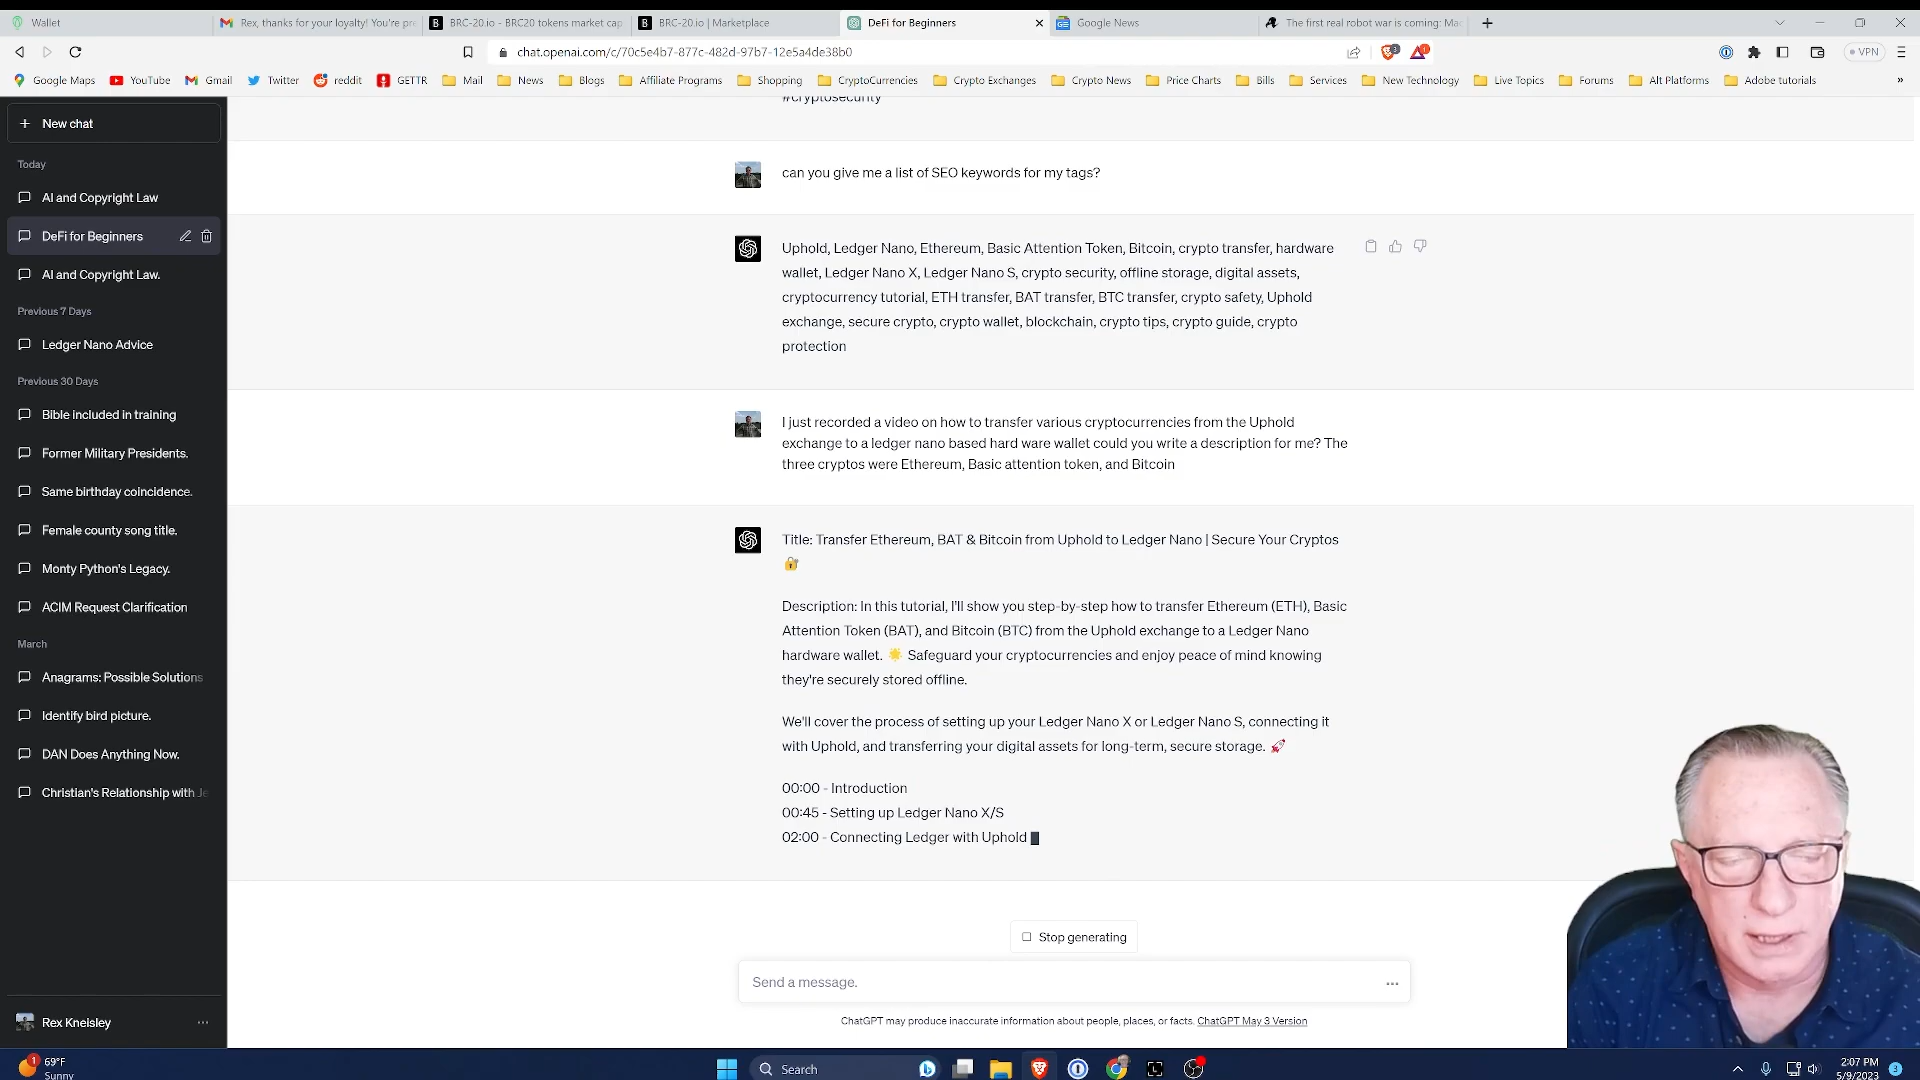 Wallet
Rex, thanks for your loyalty! You're pre
BRC-20.io - BRC20 tokens market cap
BRC-20.io | Marketplace
DeFi for Beginners
Google News
The first real robot war is coming: Mac
chat.openai.com/c/70c5e4b7-877c-482d-97b7-12e5a4de38b0
VPN
Google Maps
YouTube
Gmail
Twitter
reddit
GETTR
Mail
News
Blogs
Affiliate Programs
Shopping
CryptoCurrencies
Crypto Exchanges
Crypto News
Price Charts
Bills
Services
New Technology
Live Topics
Forums
Alt Platforms
Adobe tutorials
New chat
Today
AI and Copyright Law
DeFi for Beginners
AI and Copyright Law.
Previous 7 Days
Ledger Nano Advice
Previous 30 Days
Bible included in training
Former Military Presidents.
Same birthday coincidence.
Female county song title.
Monty Python's Legacy.
ACIM Request Clarification
March
Anagrams: Possible Solutions
Identify bird picture.
DAN Does Anything Now.
Christian's Relationship with Je
Rex Kneisley
#cryptosecurity
can you give me a list of SEO keywords for my tags?
Uphold, Ledger Nano, Ethereum, Basic Attention Token, Bitcoin, crypto transfer, hardware
wallet, Ledger Nano X, Ledger Nano S, crypto security, offline storage, digital assets,
cryptocurrency tutorial, ETH transfer, BAT transfer, BTC transfer, crypto safety, Uphold
exchange, secure crypto, crypto wallet, blockchain, crypto tips, crypto guide, crypto
protection
I just recorded a video on how to transfer various cryptocurrencies from the Uphold
exchange to a ledger nano based hard ware wallet could you write a description for me? The
three cryptos were Ethereum, Basic attention token, and Bitcoin
Title: Transfer Ethereum, BAT & Bitcoin from Uphold to Ledger Nano | Secure Your Cryptos
🔐
Description: In this tutorial, I'll show you step-by-step how to transfer Ethereum (ETH), Basic
Attention Token (BAT), and Bitcoin (BTC) from the Uphold exchange to a Ledger Nano
hardware wallet. 🌟 Safeguard your cryptocurrencies and enjoy peace of mind knowing
they're securely stored offline.
We'll cover the process of setting up your Ledger Nano X or Ledger Nano S, connecting it
with Uphold, and transferring your digital assets for long-term, secure storage. 🚀
00:00 - Introduction
00:45 - Setting up Ledger Nano X/S
02:00 - Connecting Ledger with Uphold
Stop generating
Send a message.
ChatGPT may produce inaccurate information about people, places, or facts. ChatGPT May 3 Version
69°F
Sunny
Search
2:07 PM
5/9/2023